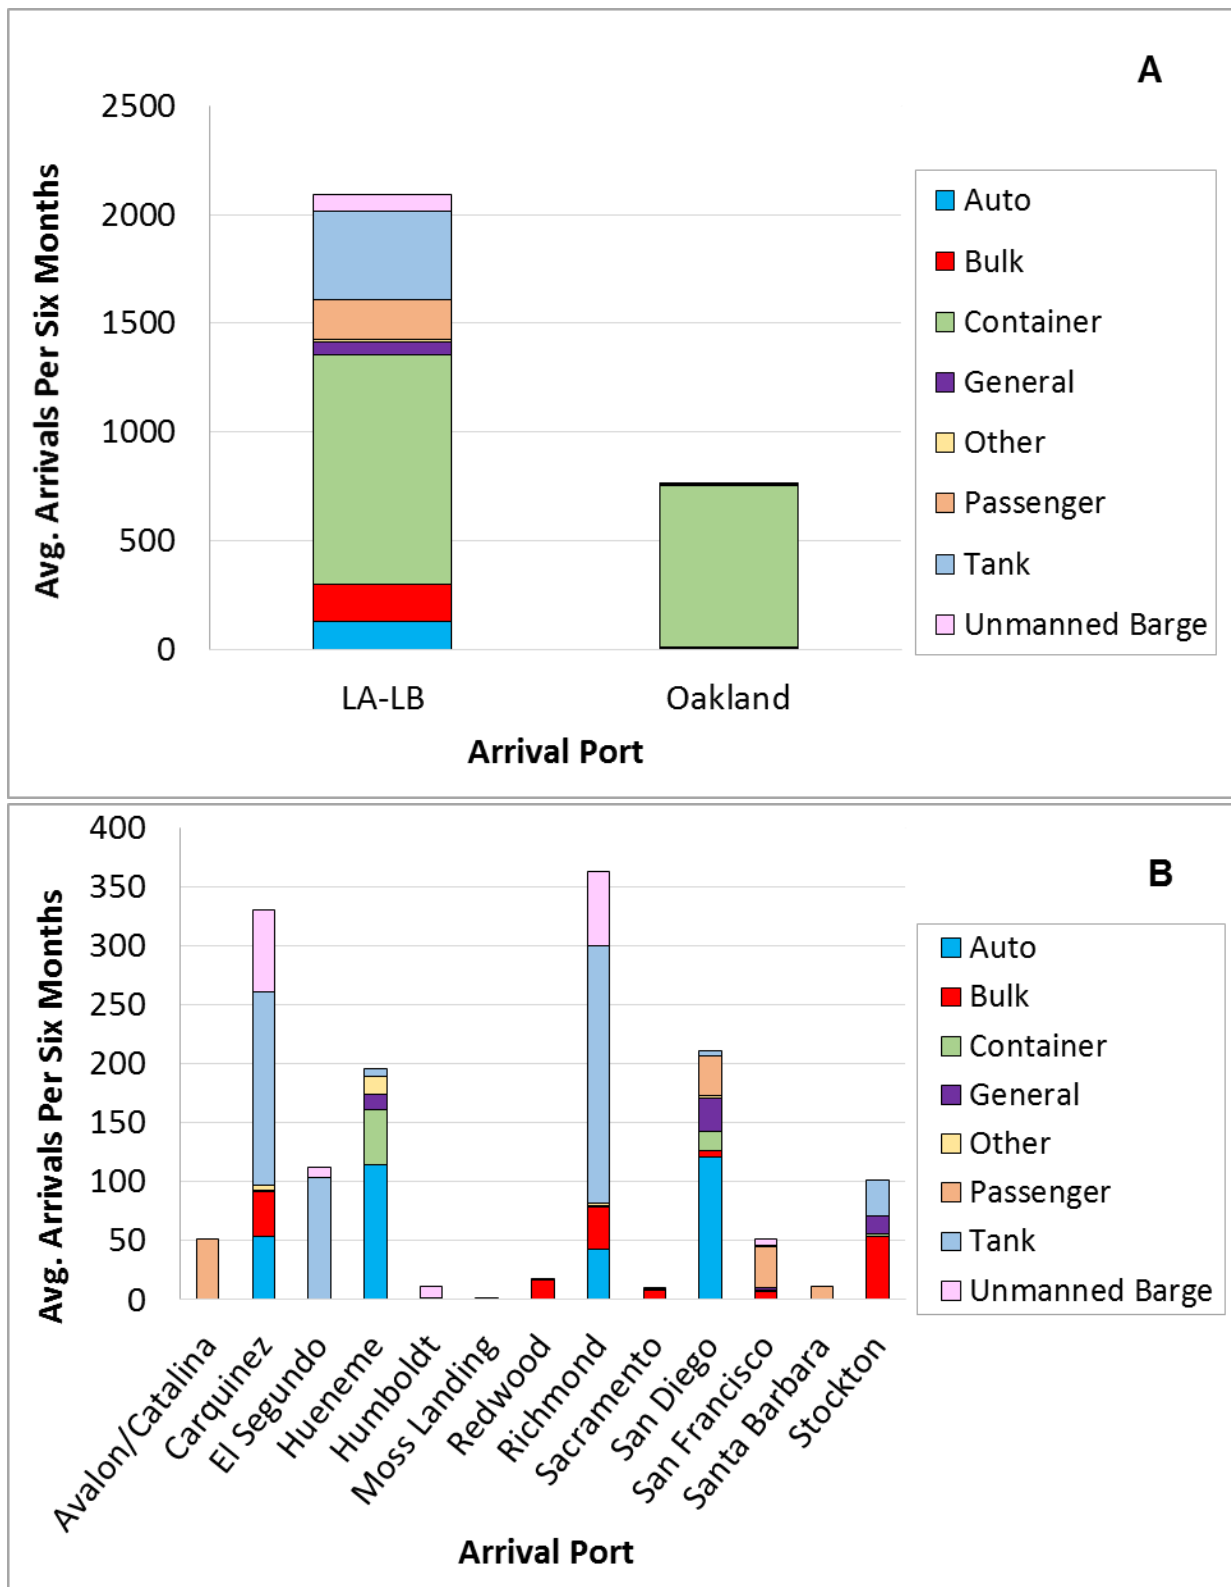 A
2500
2000
1500
1000
500
0
Avg. Arrivals Per Six Months
LA-LB
Oakland
Arrival Port
Auto
Bulk
Container
General
Other
Passenger
Tank
Unmanned Barge
B
400
350
300
250
200
150
100
50
0
Avg. Arrivals Per Six Months
Avalon/Catalina
Carquinez
El Segundo
Hueneme
Humboldt
Moss Landing
Redwood
Richmond
Sacramento
San Diego
San Francisco
Santa Barbara
Stockton
Arrival Port
Auto
Bulk
Container
General
Other
Passenger
Tank
Unmanned Barge